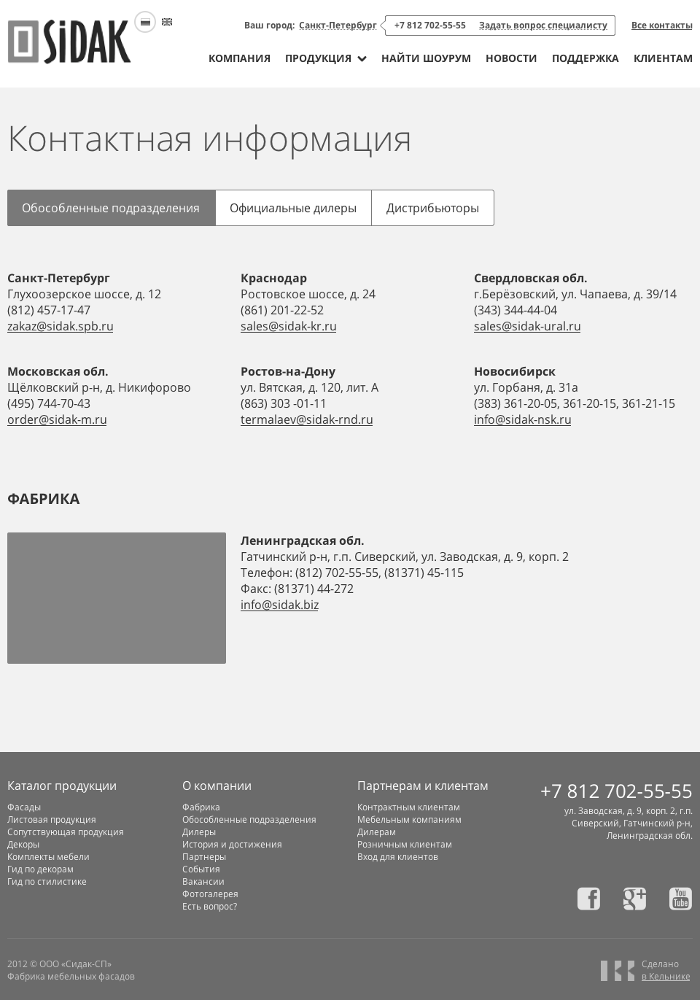 SiDAK
Ваш город: Санкт-Петербург +7 812 702-55-55 Задать вопрос специалисту Все контакты
КОМПАНИЯ ПРОДУКЦИЯ НАЙТИ ШОУРУМ НОВОСТИ ПОДДЕРЖКА КЛИЕНТАМ
Контактная информация
Обособленные подразделения Официальные дилеры Дистрибьюторы
Санкт-Петербург
Глухоозерское шоссе, д. 12
(812) 457-17-47
zakaz@sidak.spb.ru
Краснодар
Ростовское шоссе, д. 24
(861) 201-22-52
sales@sidak-kr.ru
Свердловская обл.
г.Берёзовский, ул. Чапаева, д. 39/14
(343) 344-44-04
sales@sidak-ural.ru
Московская обл.
Щёлковский р-н, д. Никифорово
(495) 744-70-43
order@sidak-m.ru
Ростов-на-Дону
ул. Вятская, д. 120, лит. А
(863) 303 -01-11
termalaev@sidak-rnd.ru
Новосибирск
ул. Горбаня, д. 31а
(383) 361-20-05, 361-20-15, 361-21-15
info@sidak-nsk.ru
ФАБРИКА
Ленинградская обл.
Гатчинский р-н, г.п. Сиверский, ул. Заводская, д. 9, корп. 2
Телефон: (812) 702-55-55, (81371) 45-115
Факс: (81371) 44-272
info@sidak.biz
Каталог продукции
Фасады
Листовая продукция
Сопутствующая продукция
Декоры
Комплекты мебели
Гид по декорам
Гид по стилистике
О компании
Фабрика
Обособленные подразделения
Дилеры
История и достижения
Партнеры
События
Вакансии
Фотогалерея
Есть вопрос?
Партнерам и клиентам
Контрактным клиентам
Мебельным компаниям
Дилерам
Розничным клиентам
Вход для клиентов
+7 812 702-55-55
ул. Заводская, д. 9, корп. 2, г.п.
Сиверский, Гатчинский р-н,
Ленинградская обл.
You
Tube
2012 © ООО «Сидак-СП»
Фабрика мебельных фасадов
Сделано
в Кельнике